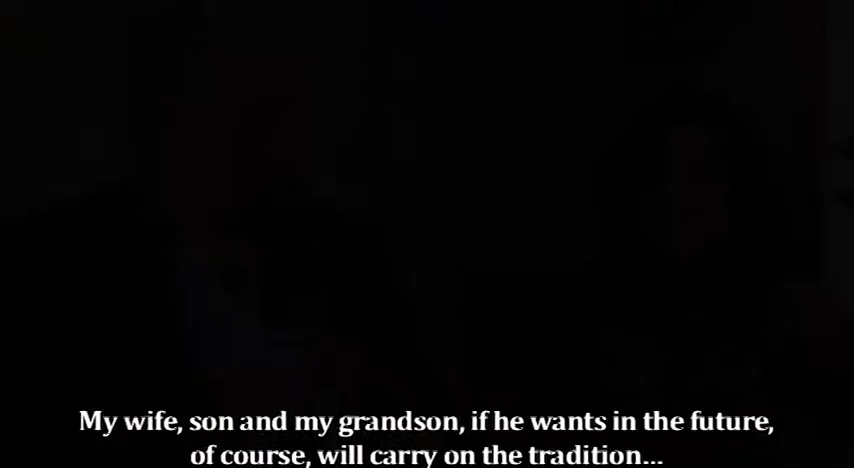 My wife, son and my grandson, if he wants in the future,
of course, will carry on the tradition...